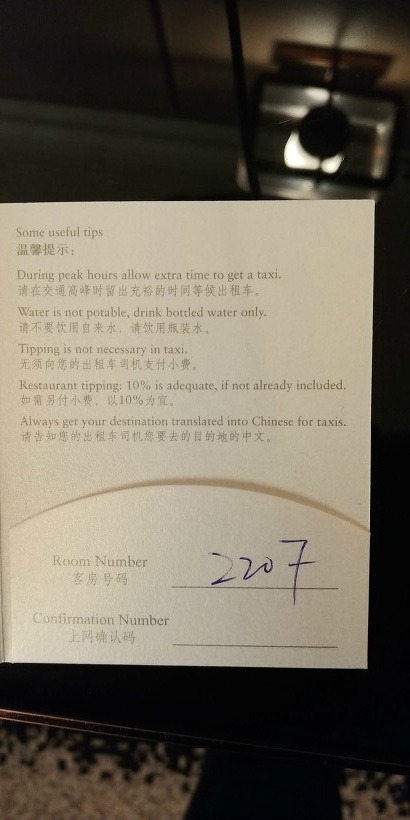 Some useful tips
温馨提示：
During peak hours allow extra time to get a taxi.
请在交通高峰时留出充裕的时间等候出租车。
Water is not potable, drink bottled water only.
请不要饮用自来水，请饮用瓶装水。
Tipping is not necessary in taxi.
无须向您的出租车司机支付小费。
Restaurant tipping: 10% is adequate, if not already included.
如需另付小费，以10%为宜。
Always get your destination translated into Chinese for taxis.
请告知您的出租车司机您要去的目的地的中文。
Room Number 2207
客房号码
Confirmation Number
上网确认码